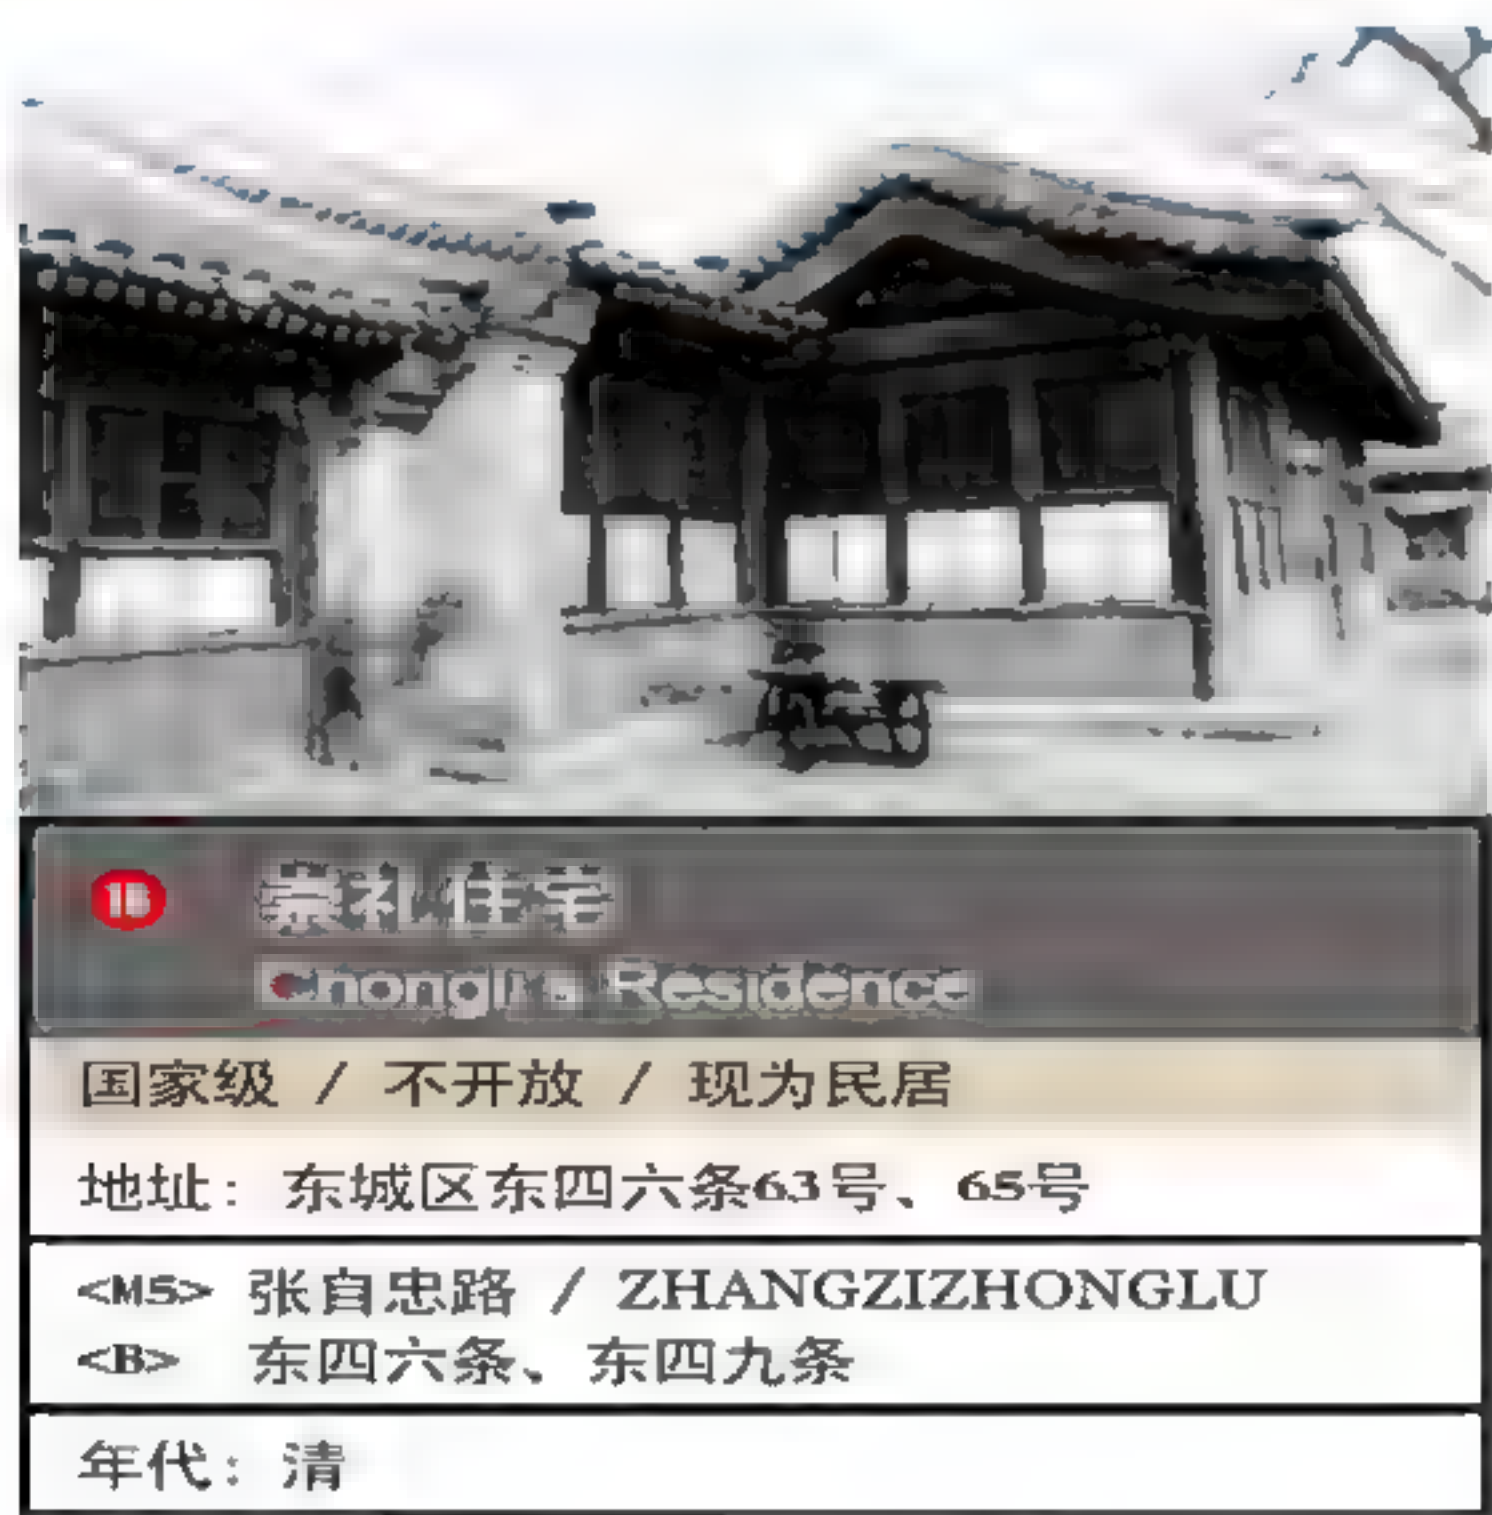 崇礼住宅
Chongli's Residence
国家级 / 不开放 / 现为民居
地址：东城区东四六条63号、65号
<M5> 张自忠路 / ZHANGZIZHONGLU
<B> 东四六条、东四九条
年代：清